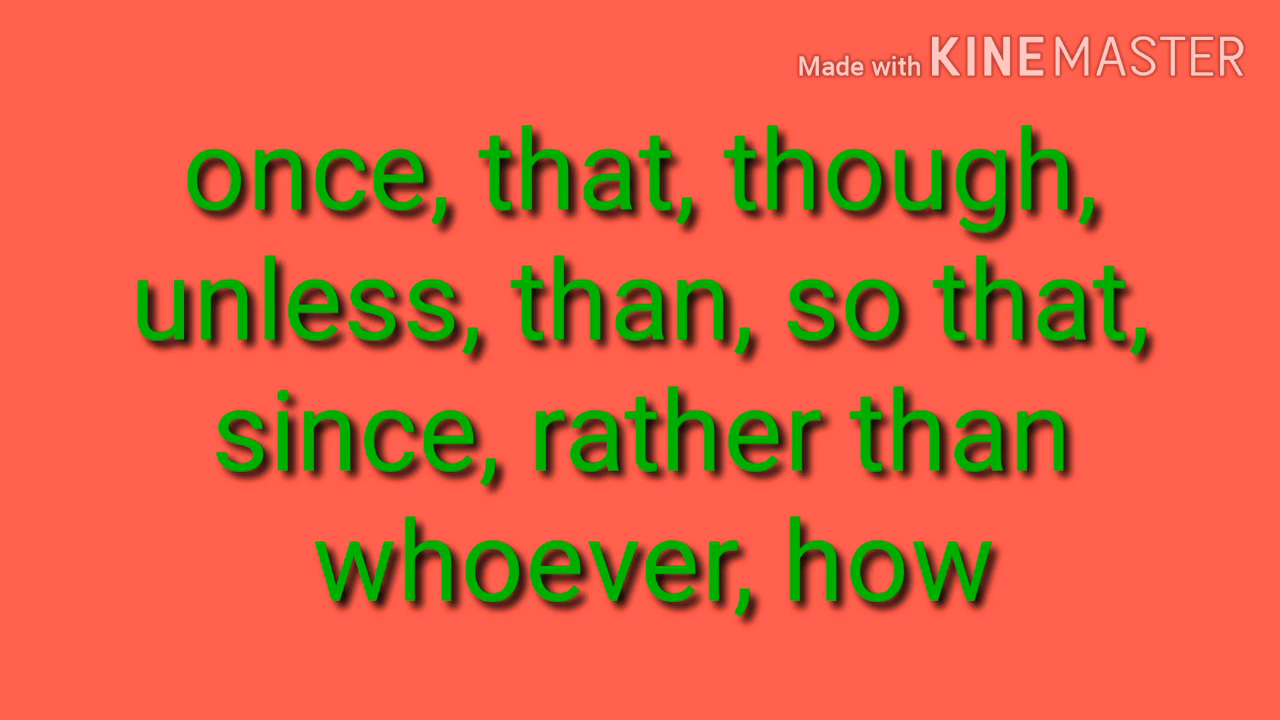 Made with KINEMASTER
once, that, though,
unless, than, so that,
since, rather than
whoever, how